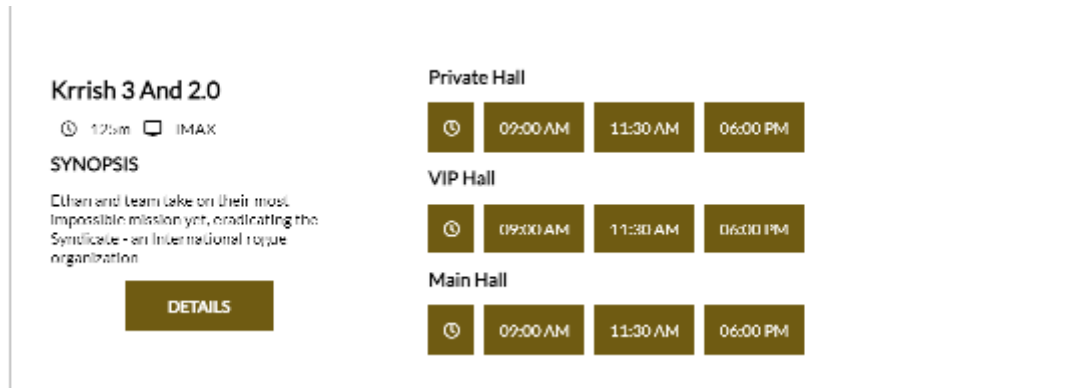 Krrish 3 And 2.0
125m IMAX
SYNOPSIS
Ethan and team take on their most
impossible mission yet, eradicating the
Syndicate - an International rogue
organization
DETAILS
Private Hall
09:00 AM 11:30 AM 06:00 PM
VIP Hall
09:00 AM 11:30 AM 06:00 PM
Main Hall
09:00 AM 11:30 AM 06:00 PM